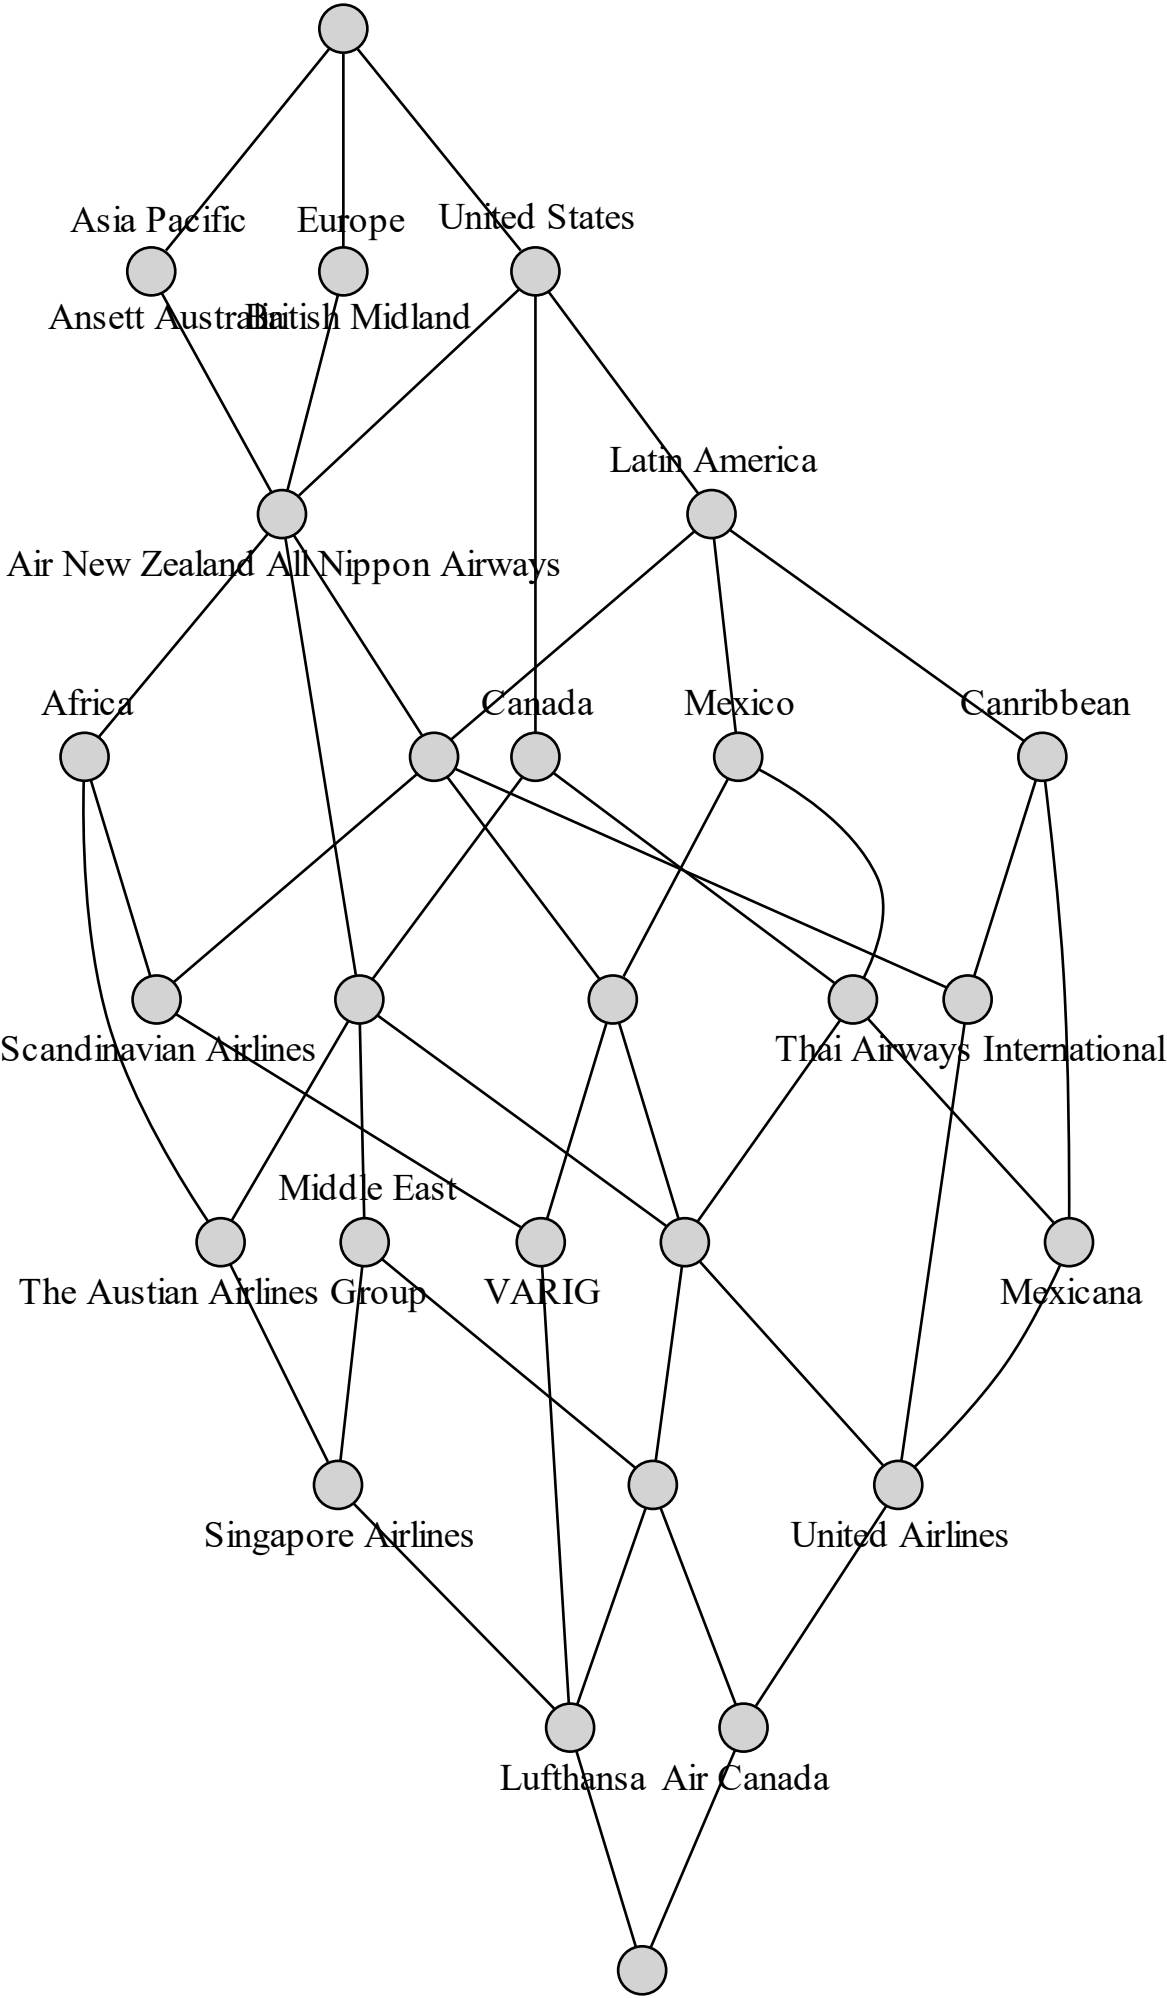 Asia Pacific
Europe
United States
Ansett Australia
British Midland
Latin America
Air New Zealand All Nippon Airways
Africa
Canada
Mexico
Canribbean
Scandinavian Airlines
Thai Airways International
Middle East
The Austian Airlines Group
VARIG
Mexicana
Singapore Airlines
United Airlines
Lufthansa
Air Canada